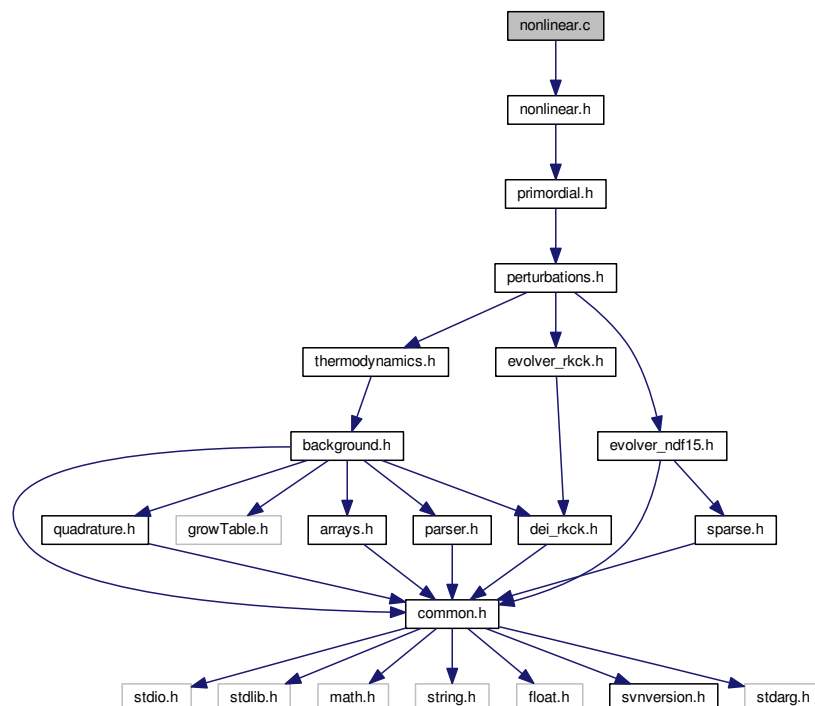 nonlinear.c
nonlinear.h
primordial.h
perturbations.h
thermodynamics.h
evolver_rkck.h
background.h
evolver_ndf15.h
quadrature.h
growTable.h
arrays.h
parser.h
dei_rkck.h
sparse.h
common.h
stdio.h
stdlib.h
math.h
string.h
float.h
svnversion.h
stdarg.h